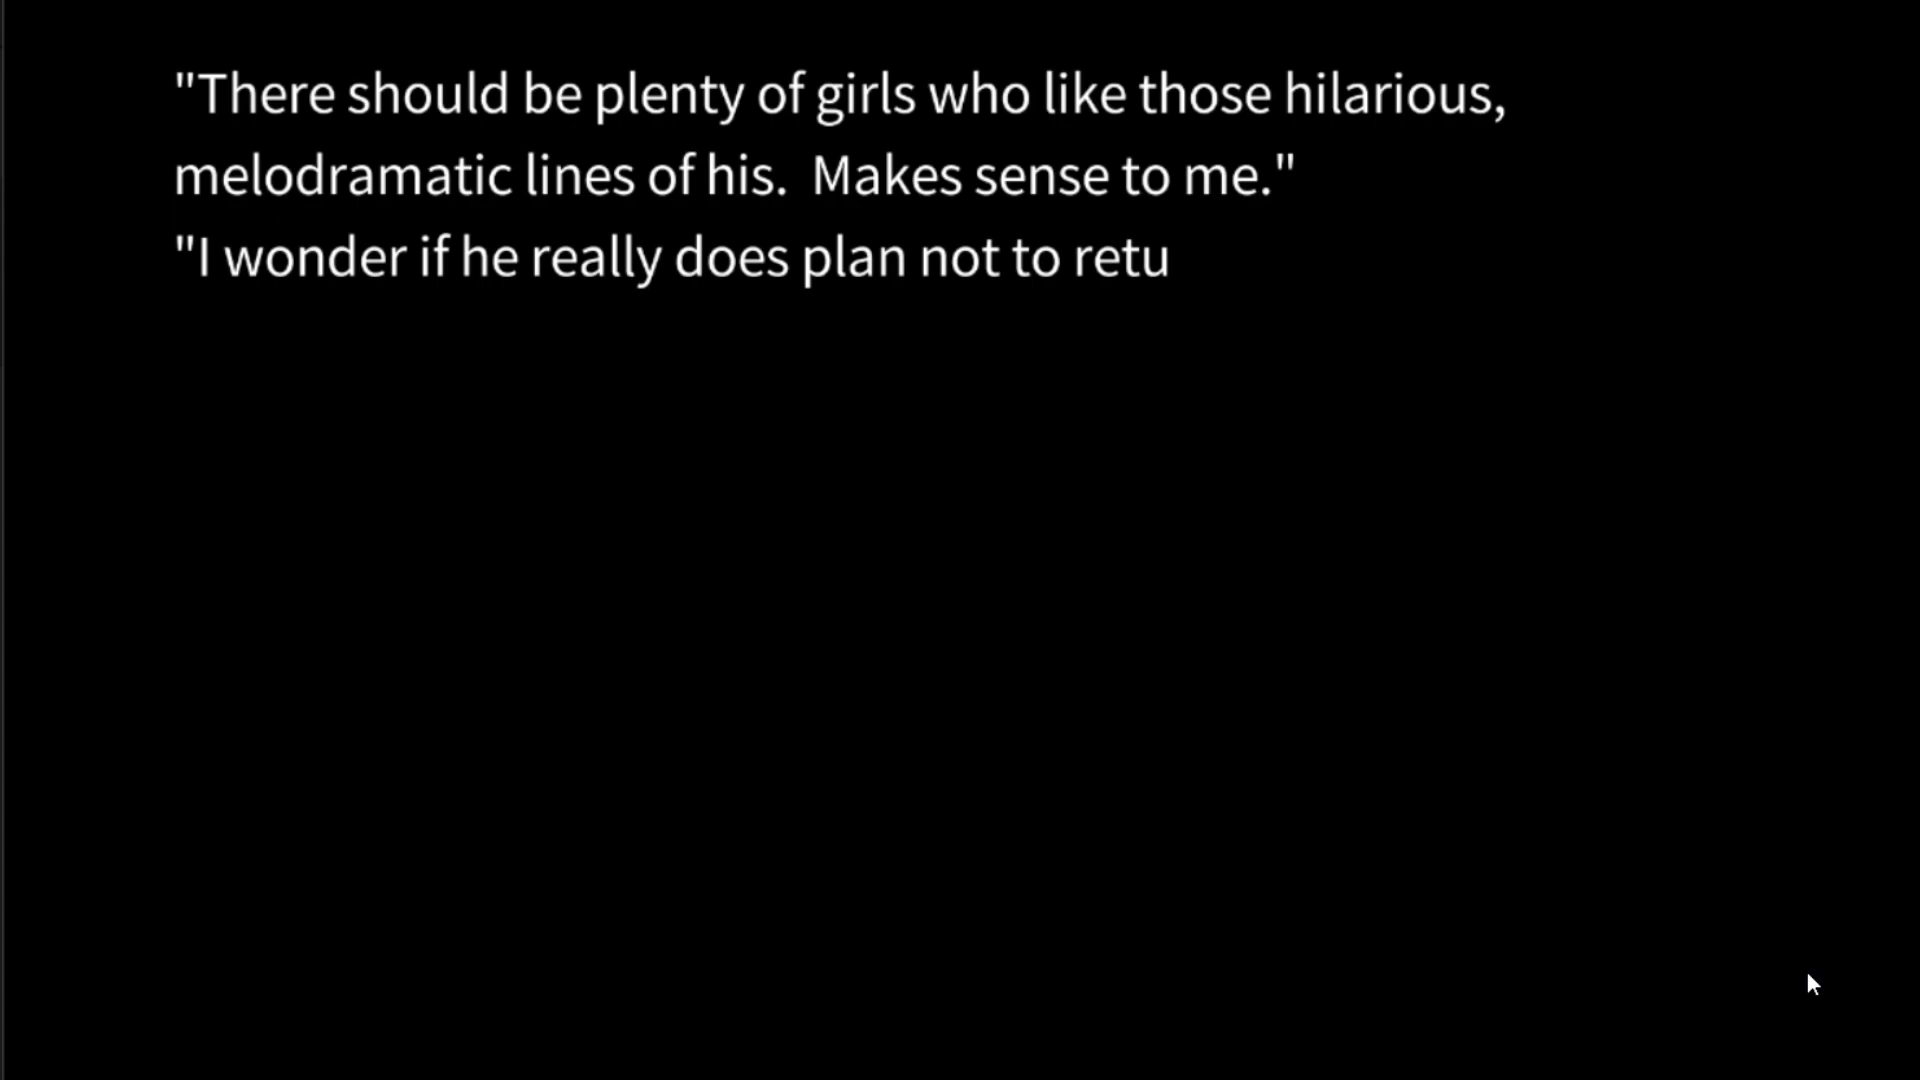 "There should be plenty of girls who like those hilarious,
melodramatic lines of his.  Makes sense to me."
"I wonder if he really does plan not to retu